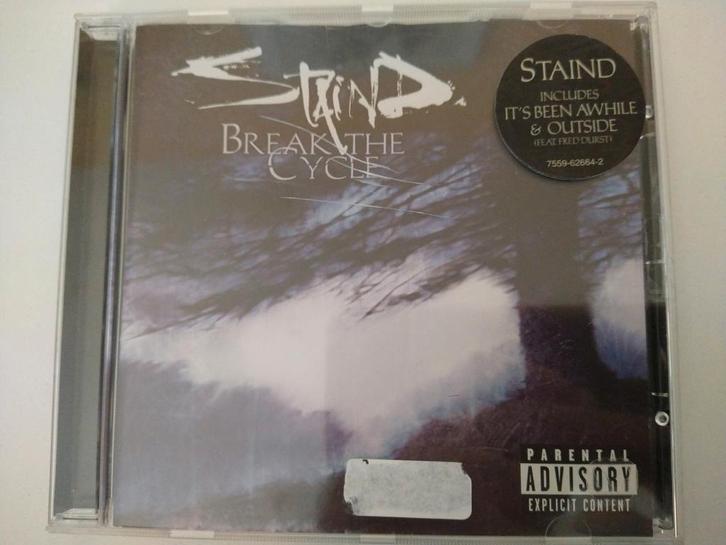 STAIND
BREAK THE
CYCLE
STAIND
INCLUDES
IT'S BEEN AWHILE
& OUTSIDE
(FEAT. FRED DURST)
7559-62664-2
PARENTAL
ADVISORY
EXPLICIT CONTENT